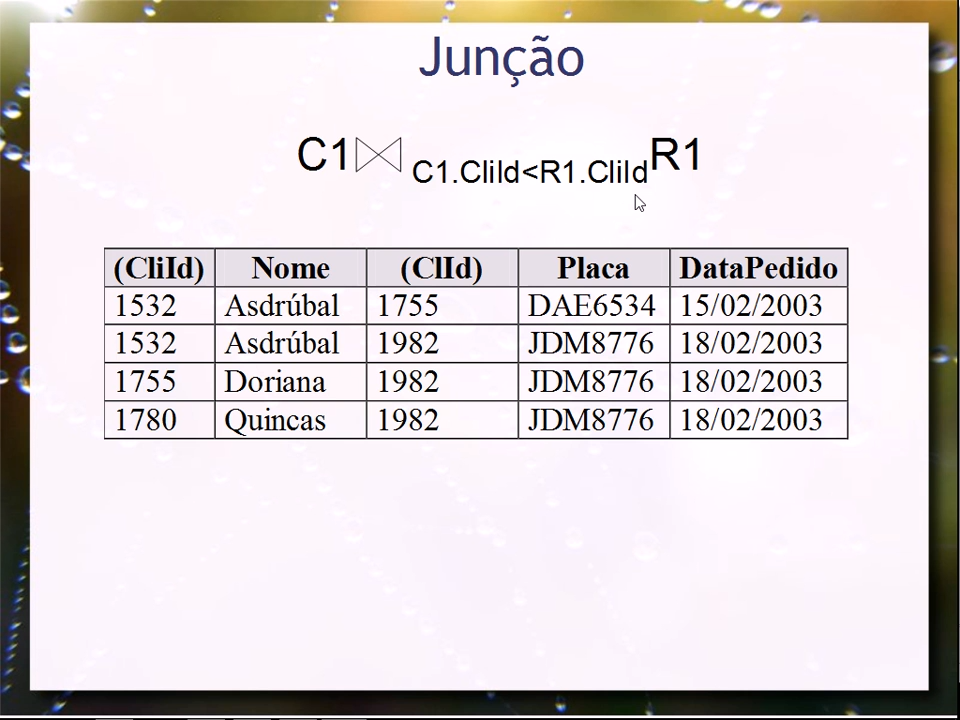 Junção
C1⋈ C1.CliId<R1.CliId R1
(CliId) Nome (ClId) Placa DataPedido
1532 Asdrúbal 1755 DAE6534 15/02/2003
1532 Asdrúbal 1982 JDM8776 18/02/2003
1755 Doriana 1982 JDM8776 18/02/2003
1780 Quincas 1982 JDM8776 18/02/2003